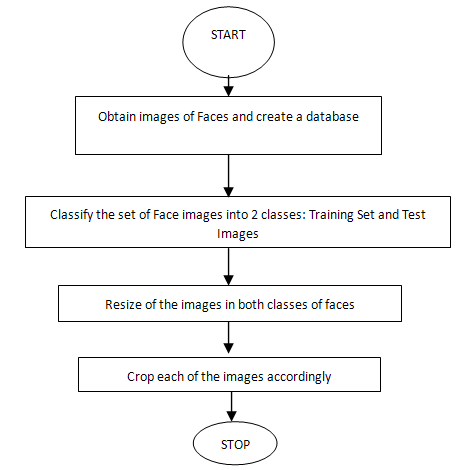 START
Obtain images of Faces and create a database
Classify the set of Face images into 2 classes: Training Set and Test
Images
Resize of the images in both classes of faces
Crop each of the images accordingly
STOP